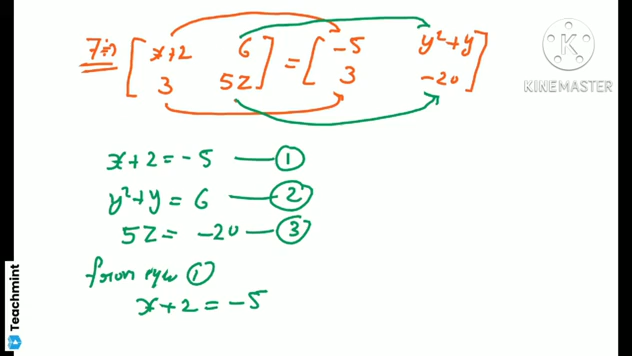 7in [ x+2 6 ] = [ -5 y²+y ]
[ 3 5Z ] [ 3 -20 ]
K
KINEMASTER
x+2 = -5 — ①
y²+y = 6 — ②
5Z = -20 — ③
from eqn ①
x+2 = -5
Teachmint